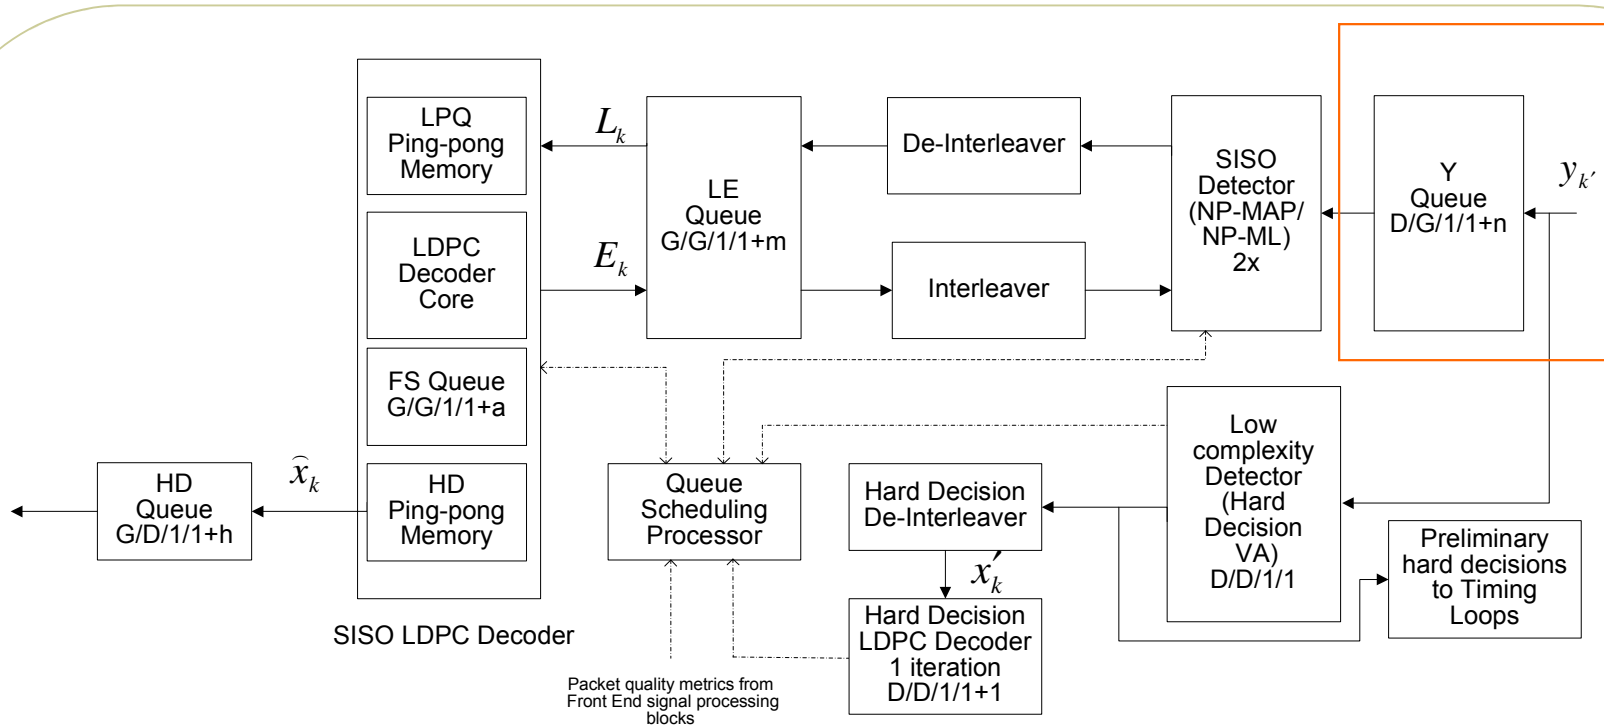 LPQ
Ping-pong
Memory
LDPC
Decoder
Core
FS Queue
G/G/1/1+a
HD
Ping-pong
Memory
SISO LDPC Decoder
HD
Queue
G/D/1/1+h
x̂_k
L_k
E_k
LE
Queue
G/G/1/1+m
De-Interleaver
Interleaver
SISO
Detector
(NP-MAP/
NP-ML)
2x
Y
Queue
D/G/1/1+n
y_k′
Queue
Scheduling
Processor
Packet quality metrics from
Front End signal processing
blocks
Hard Decision
De-Interleaver
x′_k
Hard Decision
LDPC Decoder
1 iteration
D/D/1/1+1
Low
complexity
Detector
(Hard
Decision
VA)
D/D/1/1
Preliminary
hard decisions
to Timing
Loops